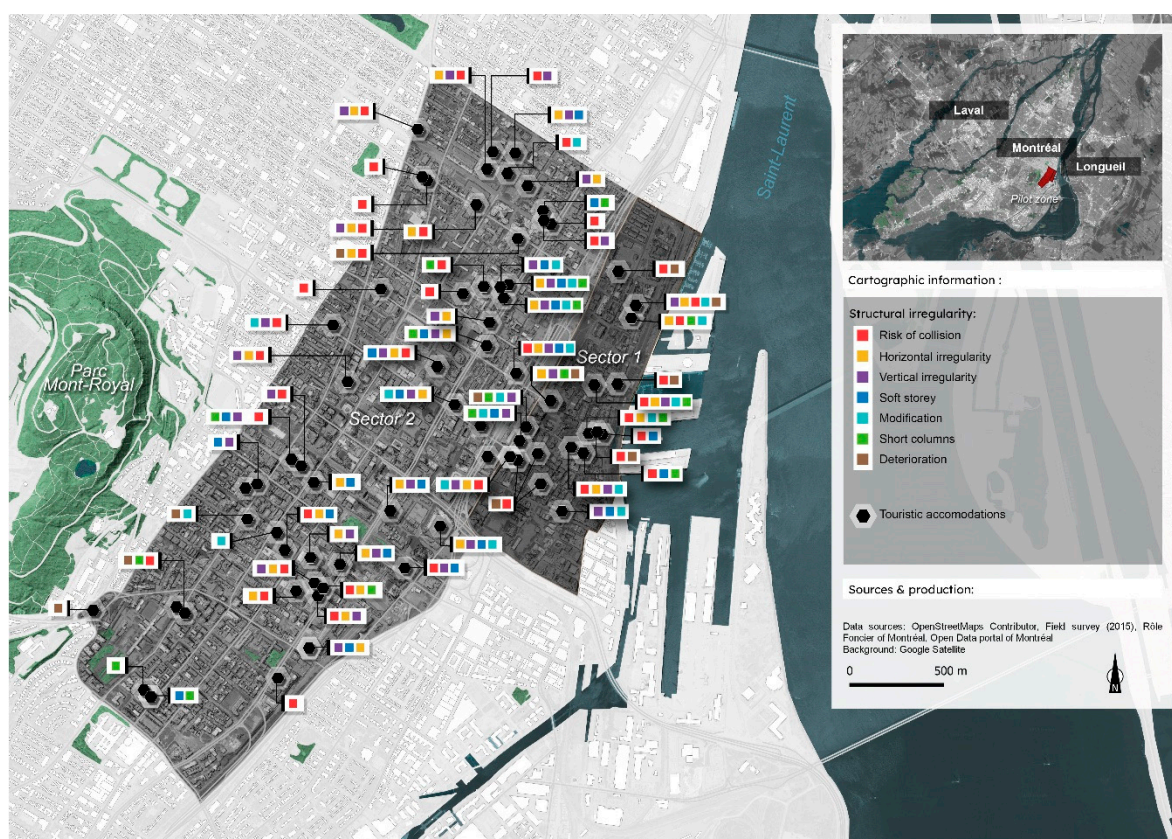 Saint-Laurent
Parc
Mont-Royal
Sector 1
Sector 2
Laval
Montréal
Longueil
Pilot zone
Cartographic information :
Structural irregularity:
Risk of collision
Horizontal irregularity
Vertical irregularity
Soft storey
Modification
Short columns
Deterioration
Touristic accomodations
Sources & production:
Data sources: OpenStreetMaps Contributor, Field survey (2015), Rôle
Foncier of Montréal, Open Data portal of Montréal
Background: Google Satellite
0 500 m
N